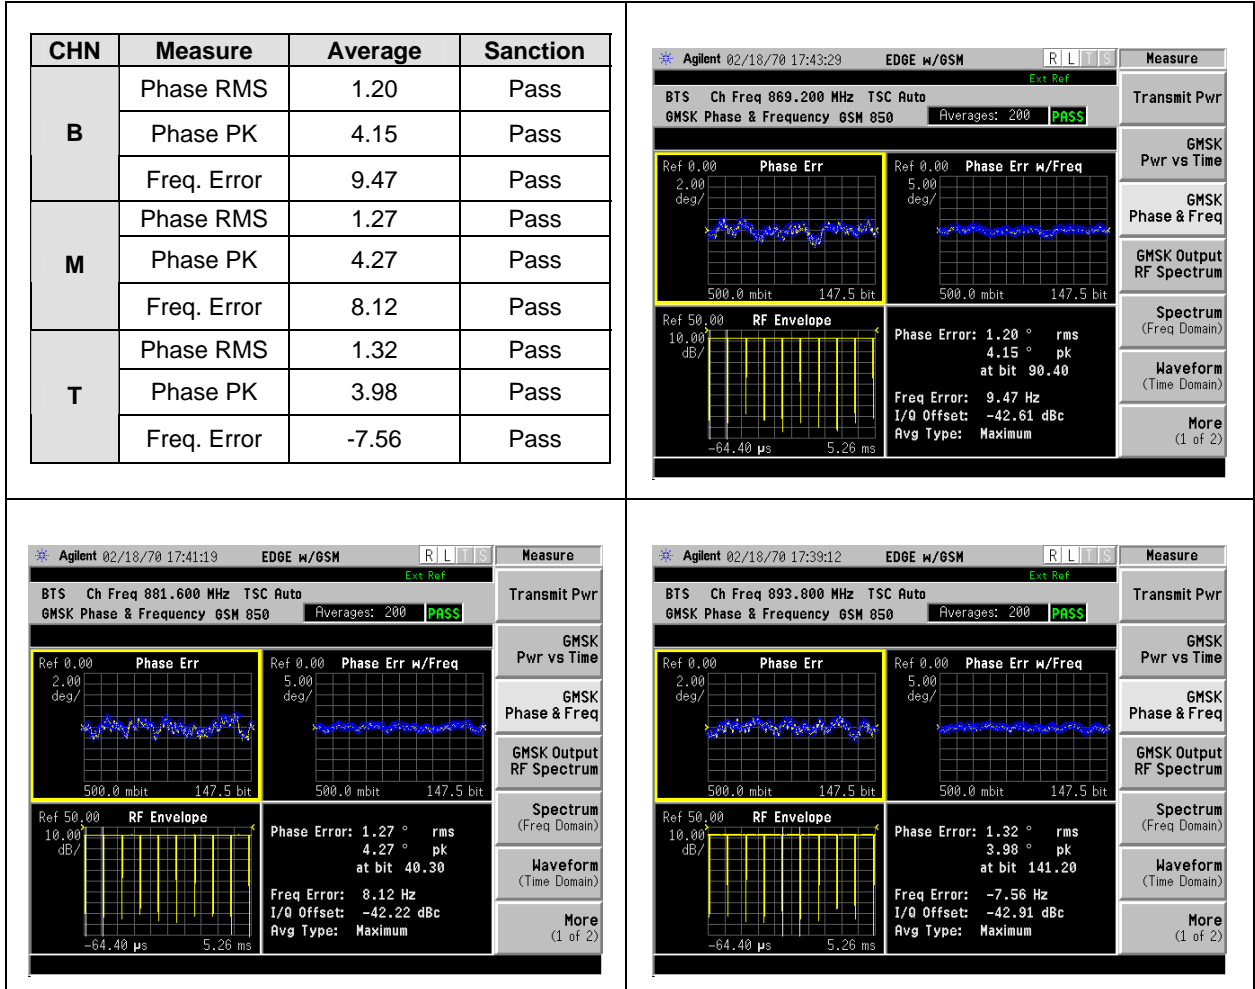 CHN Measure Average Sanction
B
Phase RMS 1.20 Pass
Phase PK 4.15 Pass
Freq. Error 9.47 Pass
M
Phase RMS 1.27 Pass
Phase PK 4.27 Pass
Freq. Error 8.12 Pass
T
Phase RMS 1.32 Pass
Phase PK 3.98 Pass
Freq. Error -7.56 Pass
Agilent 02/18/70 17:43:29 EDGE w/GSM R L T S Measure
Ext Ref
BTS Ch Freq 869.200 MHz TSC Auto
GMSK Phase & Frequency GSM 850 Averages: 200 PASS
Ref 0.00 Phase Err
2.00
deg/
500.0 mbit 147.5 bit
Ref 0.00 Phase Err w/Freq
5.00
deg/
500.0 mbit 147.5 bit
Ref 50.00 RF Envelope
10.00
dB/
-64.40 µs 5.26 ms
Phase Error: 1.20 ° rms
4.15 ° pk
at bit 90.40
Freq Error: 9.47 Hz
I/Q Offset: -42.61 dBc
Avg Type: Maximum
Transmit Pwr
GMSK
Pwr vs Time
GMSK
Phase & Freq
GMSK Output
RF Spectrum
Spectrum
(Freq Domain)
Waveform
(Time Domain)
More
(1 of 2)
Agilent 02/18/70 17:41:19 EDGE w/GSM R L T S Measure
Ext Ref
BTS Ch Freq 881.600 MHz TSC Auto
GMSK Phase & Frequency GSM 850 Averages: 200 PASS
Ref 0.00 Phase Err
2.00
deg/
500.0 mbit 147.5 bit
Ref 0.00 Phase Err w/Freq
5.00
deg/
500.0 mbit 147.5 bit
Ref 50.00 RF Envelope
10.00
dB/
-64.40 µs 5.26 ms
Phase Error: 1.27 ° rms
4.27 ° pk
at bit 40.30
Freq Error: 8.12 Hz
I/Q Offset: -42.22 dBc
Avg Type: Maximum
Transmit Pwr
GMSK
Pwr vs Time
GMSK
Phase & Freq
GMSK Output
RF Spectrum
Spectrum
(Freq Domain)
Waveform
(Time Domain)
More
(1 of 2)
Agilent 02/18/70 17:39:12 EDGE w/GSM R L T S Measure
Ext Ref
BTS Ch Freq 893.800 MHz TSC Auto
GMSK Phase & Frequency GSM 850 Averages: 200 PASS
Ref 0.00 Phase Err
2.00
deg/
500.0 mbit 147.5 bit
Ref 0.00 Phase Err w/Freq
5.00
deg/
500.0 mbit 147.5 bit
Ref 50.00 RF Envelope
10.00
dB/
-64.40 µs 5.26 ms
Phase Error: 1.32 ° rms
3.98 ° pk
at bit 141.20
Freq Error: -7.56 Hz
I/Q Offset: -42.91 dBc
Avg Type: Maximum
Transmit Pwr
GMSK
Pwr vs Time
GMSK
Phase & Freq
GMSK Output
RF Spectrum
Spectrum
(Freq Domain)
Waveform
(Time Domain)
More
(1 of 2)